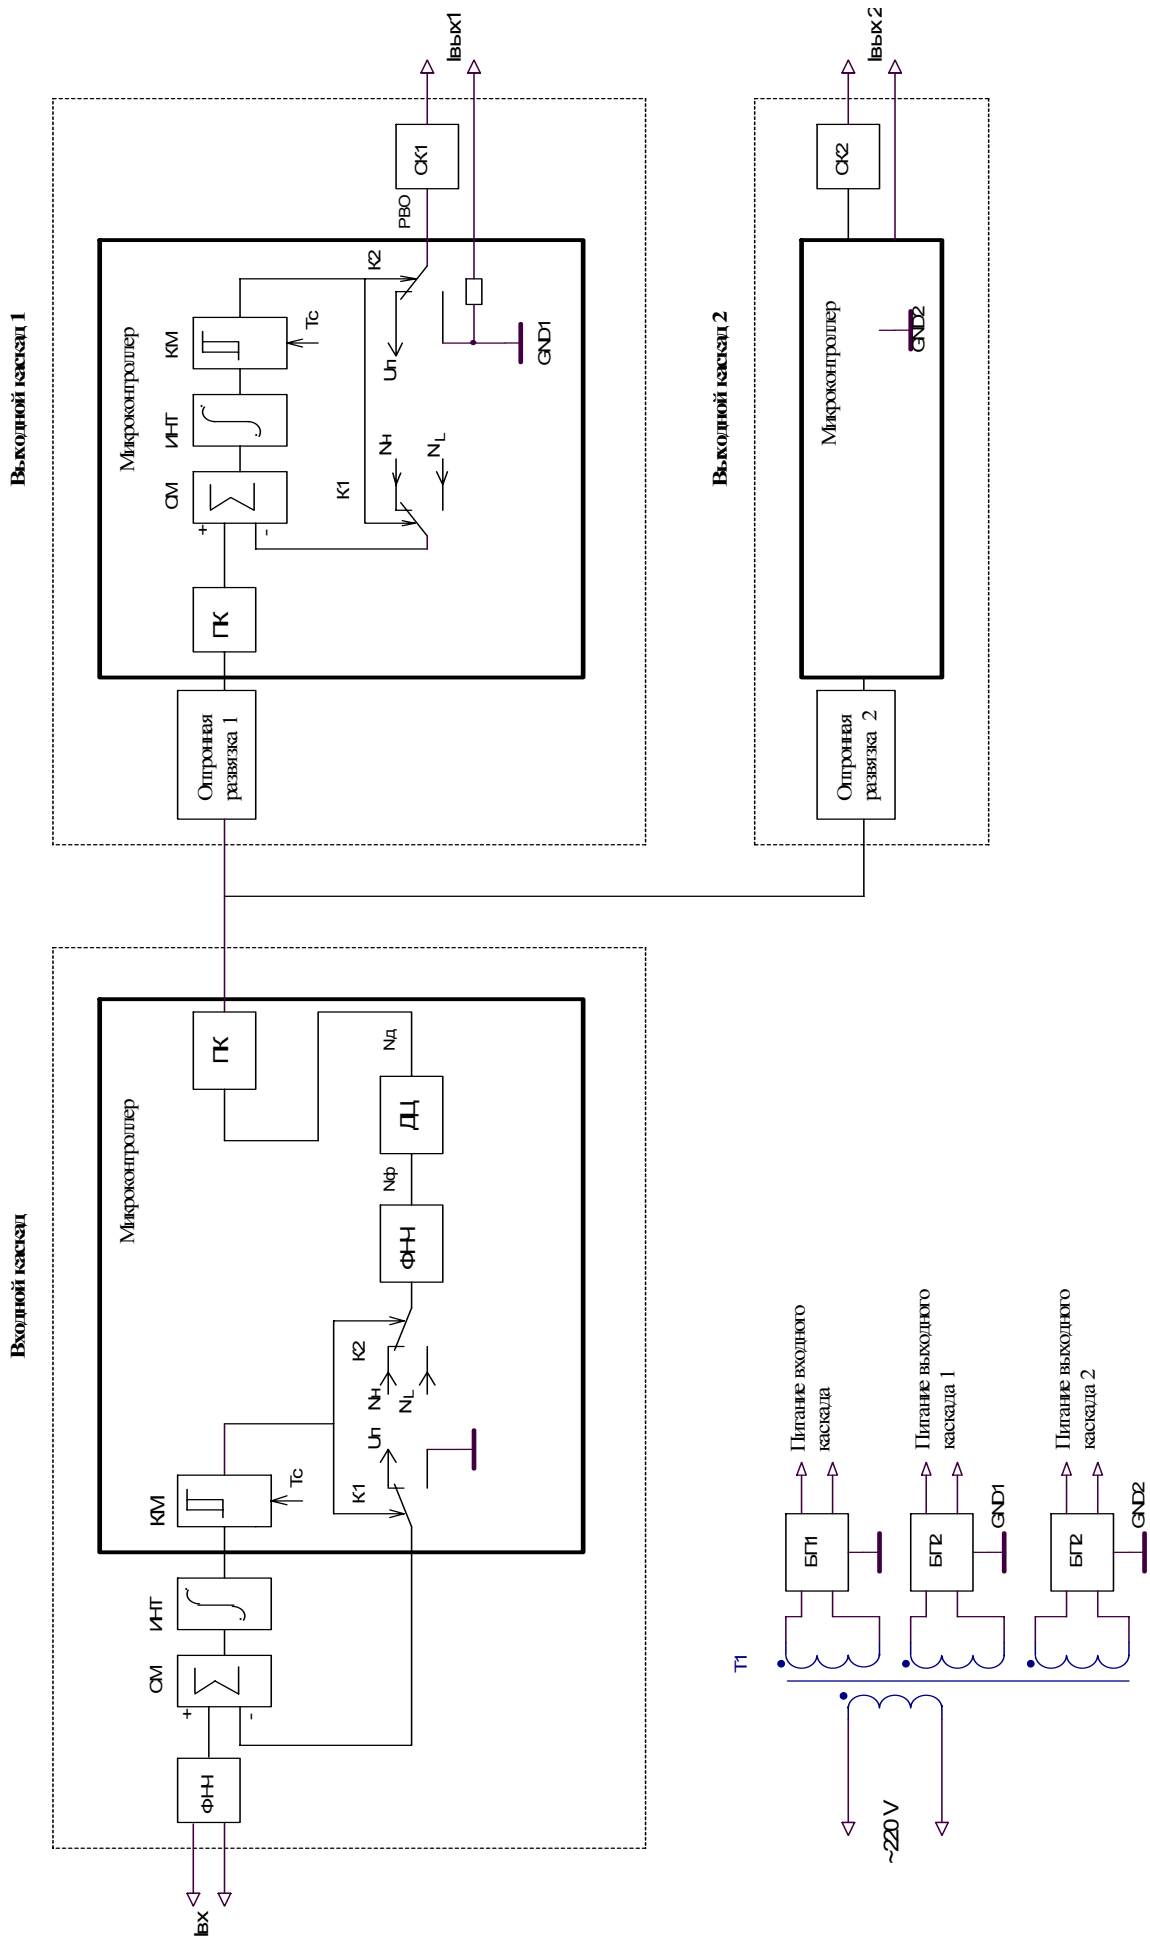 Входной каскад
Микроконтроллер
Iвх
ФНЧ
+
-
СМ
ИНТ
КМ
Тс
К1
Uп
NH
NL
К2
ФНЧ
Nф
ДЦ
Nд
ПК
Выходной каскад 1
Оптронная
развязка 1
Микроконтроллер
ПК
+
-
СМ
ИНТ
КМ
Тс
К1
NH
NL
Uп
К2
GND1
РВО
СК1
Iвых1
Выходной каскад 2
Оптронная
развязка 2
Микроконтроллер
GND2
СК2
Iвых2
~220 V
Т1
БП1
Питание входного
каскада
БП2
GND1
Питание выходного
каскада 1
БП2
GND2
Питание выходного
каскада 2